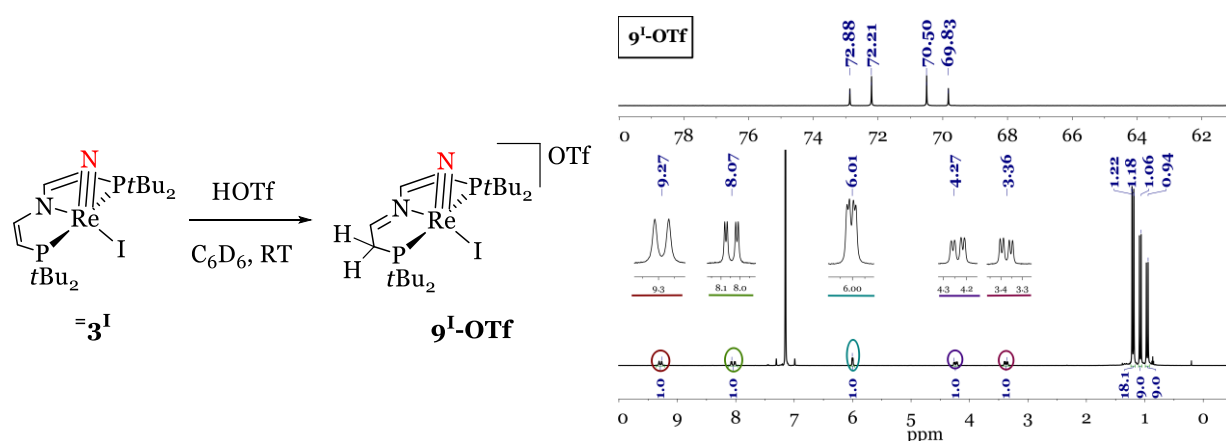 N
PtBu₂
N
Re
I
P
tBu₂
⁼3ᴵ
HOTf
C₆D₆, RT
N
OTf
PtBu₂
N
Re
I
H
H
P
tBu₂
9ᴵ-OTf
9ᴵ-OTf
72.88
72.21
70.50
69.83
0 78 76 74 72 70 68 66 64 62
9.27
8.07
6.01
4.27
3.36
1.22
1.18
1.06
0.94
9.3
8.1 8.0
6.00
4.3 4.2
3.4 3.3
1.0
1.0
1.0
1.0
1.0
18.1
9.0
9.0
0 9 8 7 6 5 4 3 2 1 0
ppm